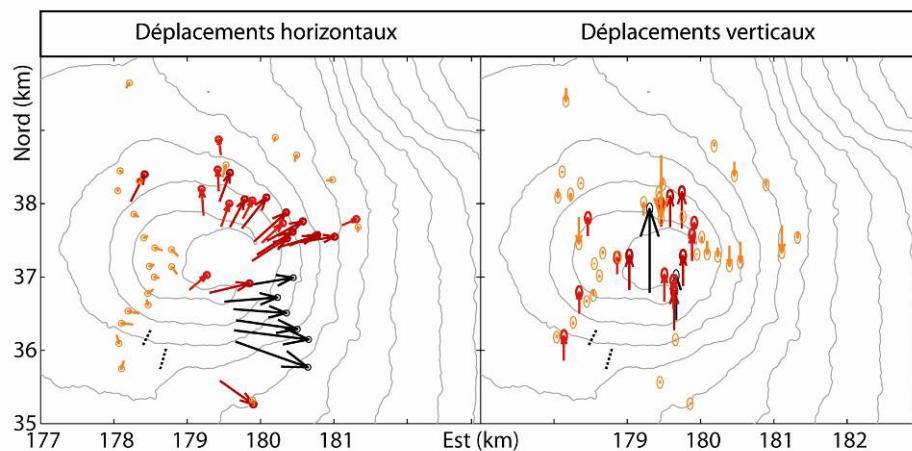 Déplacements horizontaux
Déplacements verticaux
Nord (km)
38
37
36
35
177 178 179 180 181 Est (km) 179 180 181 182